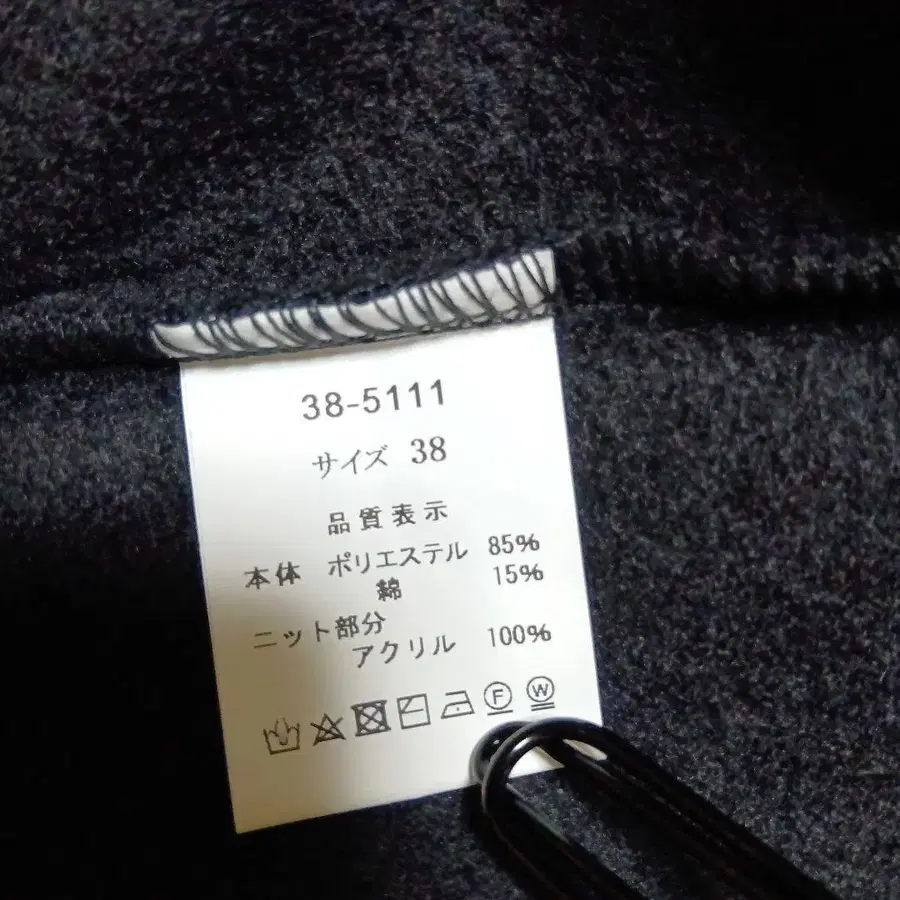 38-5111
サイズ 38
品質表示
本体 ポリエステル 85%
綿 15%
ニット部分
アクリル 100%
F W